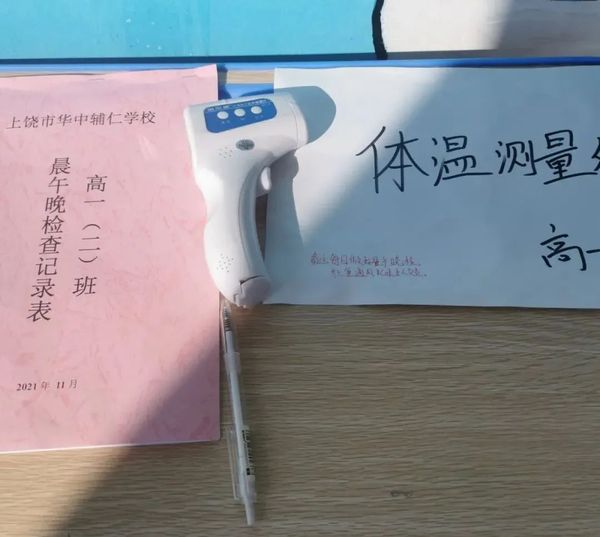 上饶市华中辅仁学校
高一（二）班
晨午晚检查记录表
2021年 11月
体温测量
高一